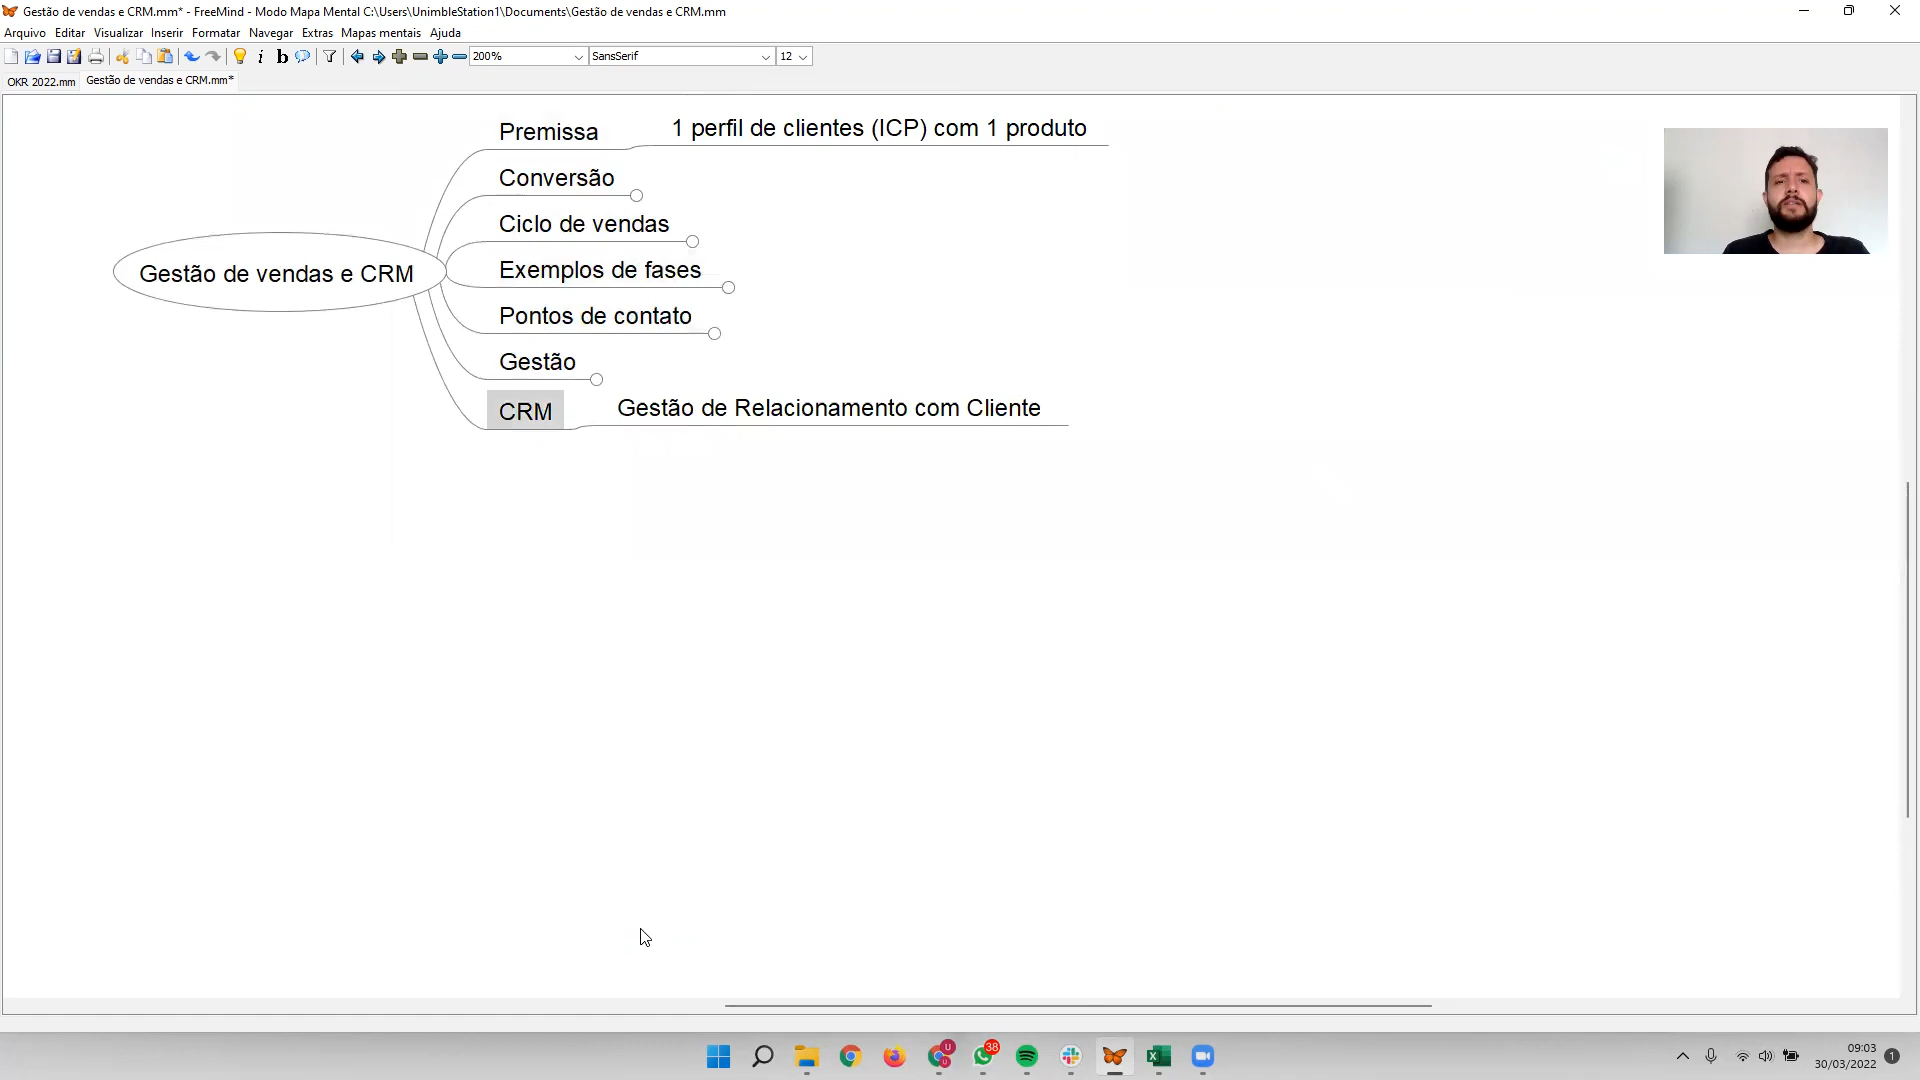 Gestão de vendas e CRM.mm* - FreeMind - Modo Mapa Mental C:\Users\UnimbleStation1\Documents\Gestão de vendas e CRM.mm
Arquivo Editar Visualizar Inserir Formatar Navegar Extras Mapas mentais Ajuda
i b 200% SansSerif 12
OKR 2022.mm Gestão de vendas e CRM.mm*
Premissa 1 perfil de clientes (ICP) com 1 produto
Conversão
Ciclo de vendas
Gestão de vendas e CRM
Exemplos de fases
Pontos de contato
Gestão
CRM Gestão de Relacionamento com Cliente
U
38
U
09:03
30/03/2022
1